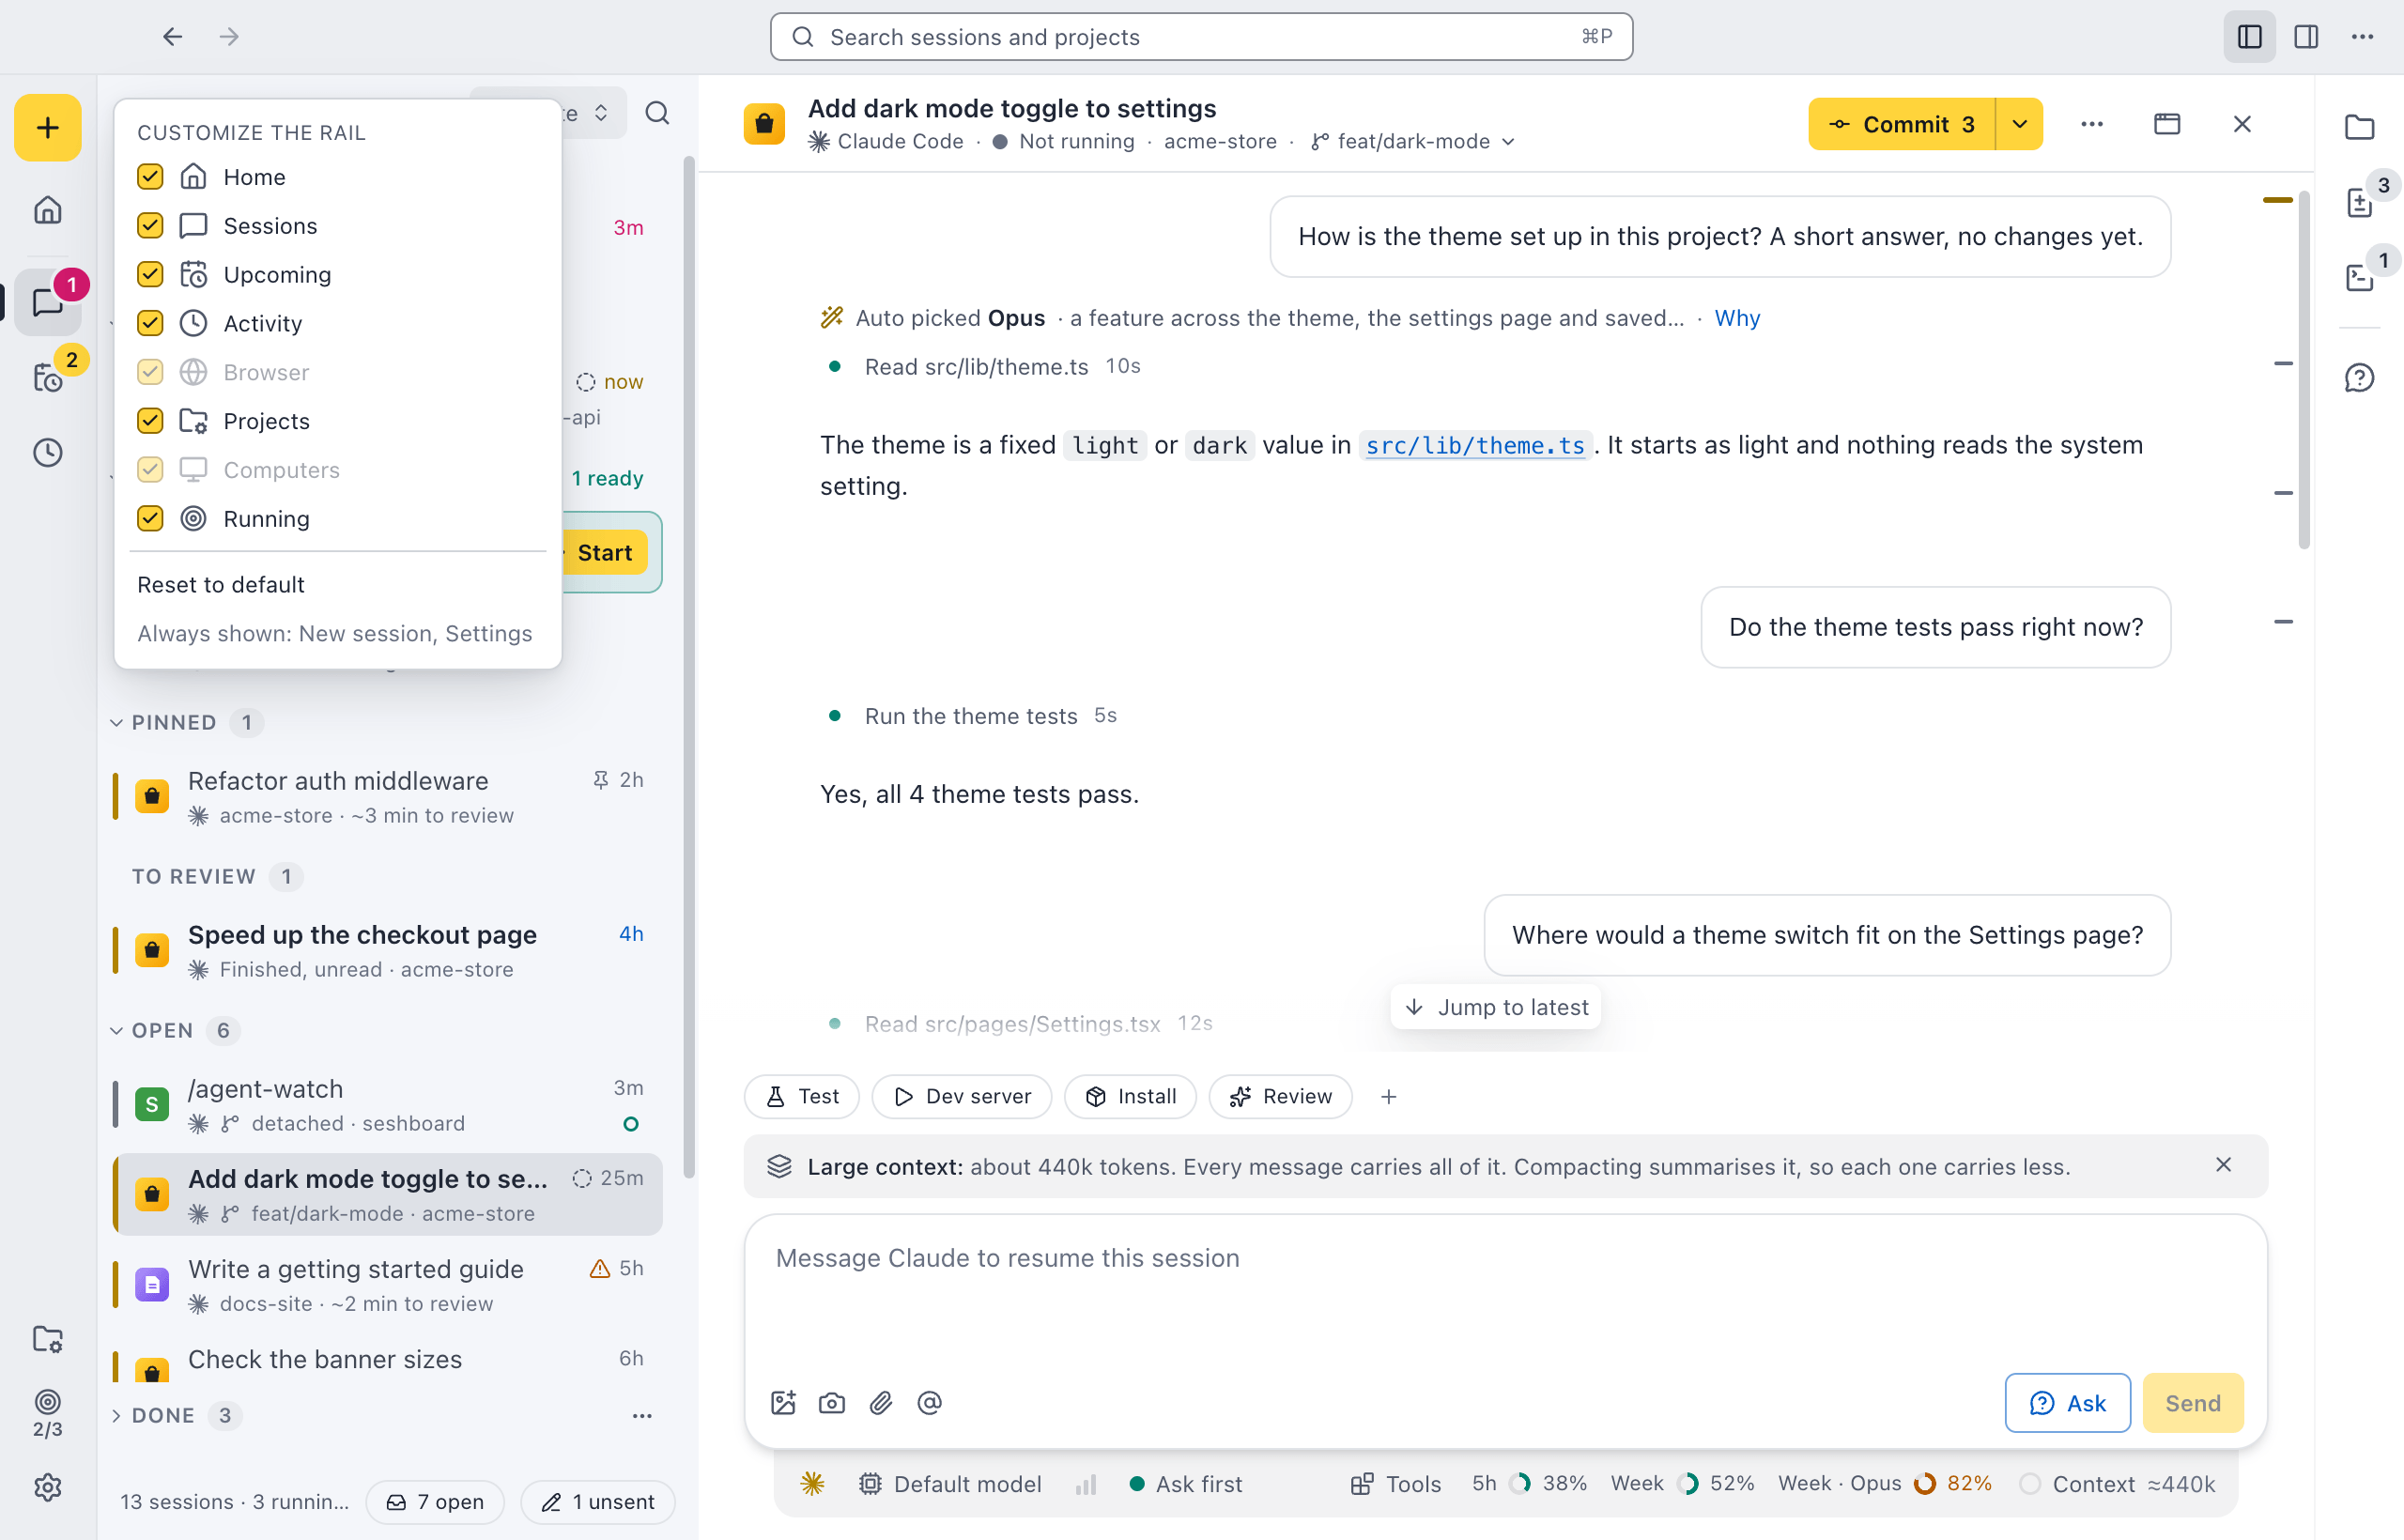 Search sessions and projects
⌘P
CUSTOMIZE THE RAIL
Home
Sessions
Upcoming
Activity
Browser
Projects
Computers
Running
Reset to default
Always shown: New session, Settings
1
2
2/3
3m
now
-api
1 ready
Start
PINNED 1
Refactor auth middleware 2h
acme-store · ~3 min to review
TO REVIEW 1
Speed up the checkout page 4h
Finished, unread · acme-store
OPEN 6
/agent-watch 3m
S
detached · seshboard
Add dark mode toggle to se... 25m
feat/dark-mode · acme-store
Write a getting started guide 5h
docs-site · ~2 min to review
Check the banner sizes 6h
DONE 3
13 sessions · 3 runnin...
7 open
1 unsent
Add dark mode toggle to settings
Claude Code · Not running · acme-store · feat/dark-mode
Commit 3
How is the theme set up in this project? A short answer, no changes yet.
Auto picked Opus · a feature across the theme, the settings page and saved... · Why
Read src/lib/theme.ts 10s
The theme is a fixed light or dark value in src/lib/theme.ts. It starts as light and nothing reads the system
setting.
Do the theme tests pass right now?
Run the theme tests 5s
Yes, all 4 theme tests pass.
Where would a theme switch fit on the Settings page?
Jump to latest
Read src/pages/Settings.tsx 12s
Test
Dev server
Install
Review
Large context: about 440k tokens. Every message carries all of it. Compacting summarises it, so each one carries less.
Message Claude to resume this session
Ask
Send
Default model
Ask first
Tools
5h 38%
Week 52%
Week · Opus 82%
Context ≈440k
3
1